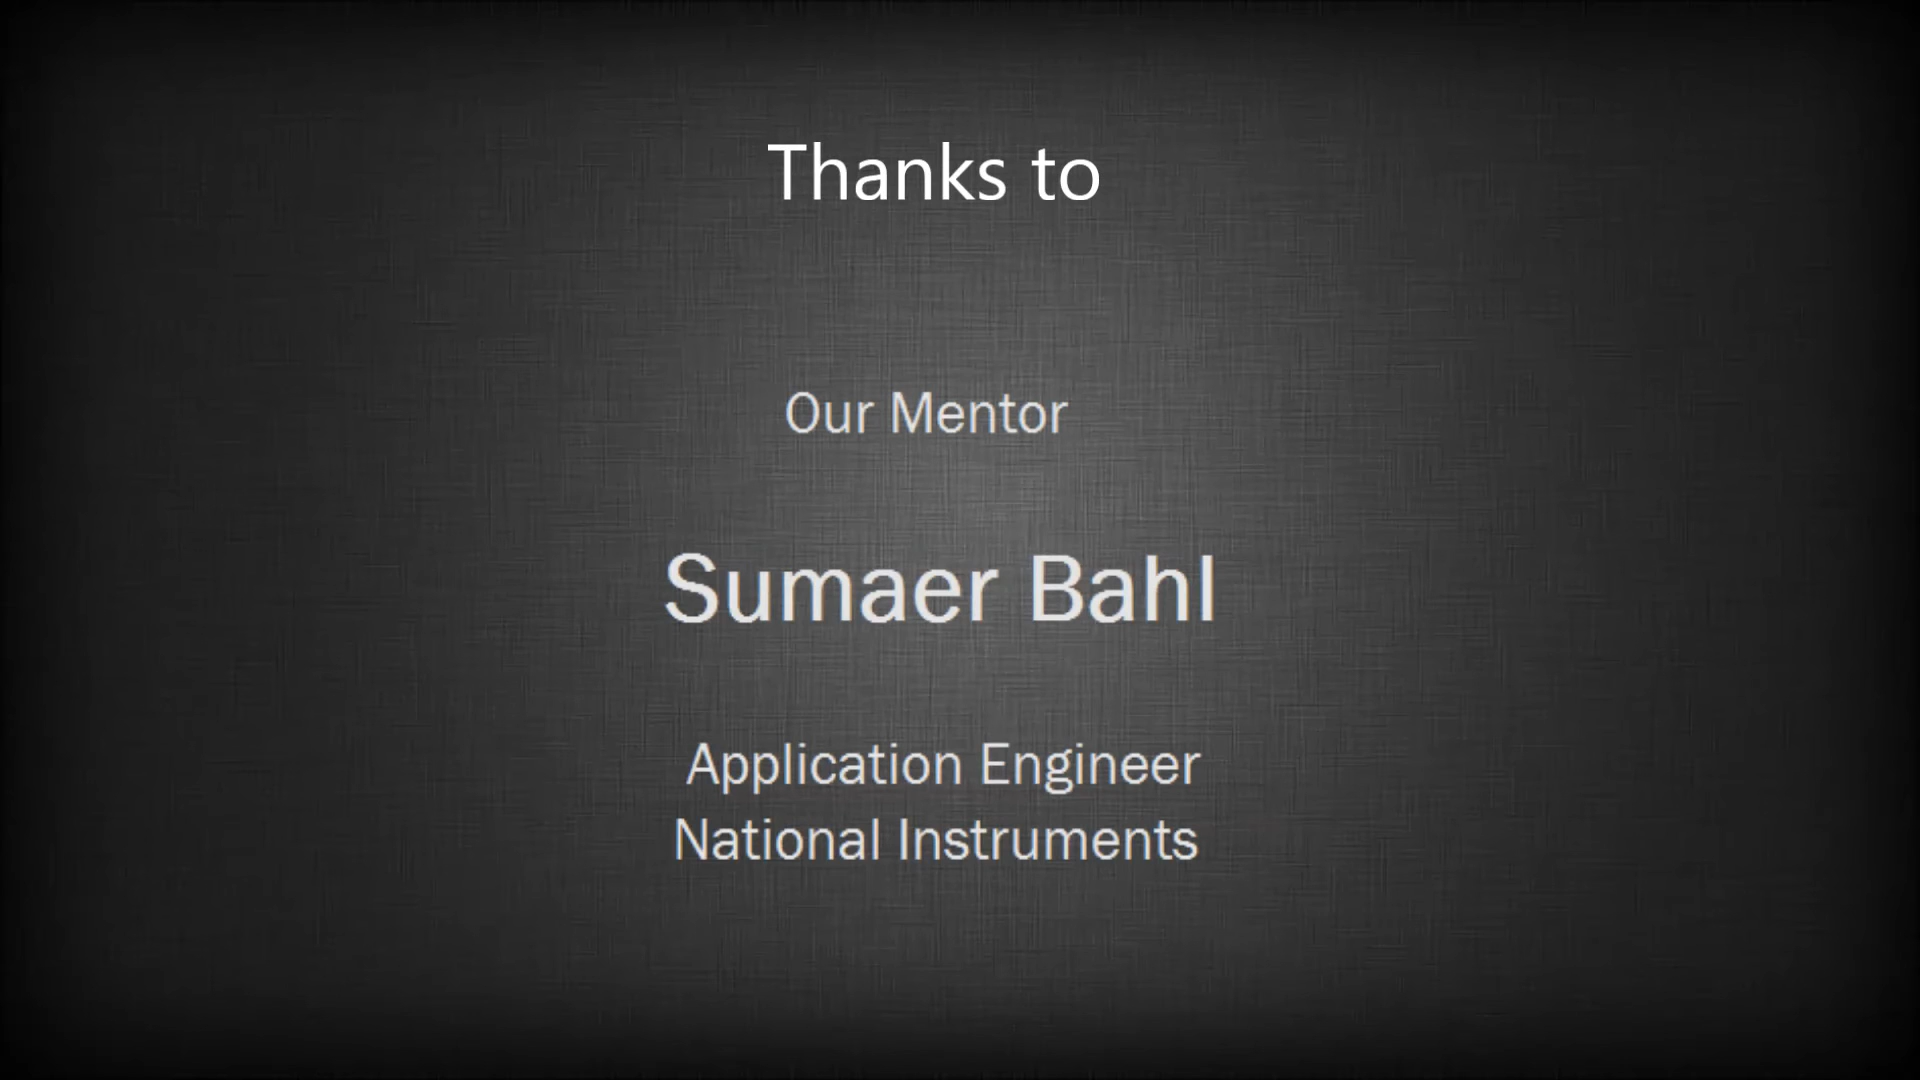 Thanks to
Our Mentor
Sumaer Bahl
Application Engineer
National Instruments